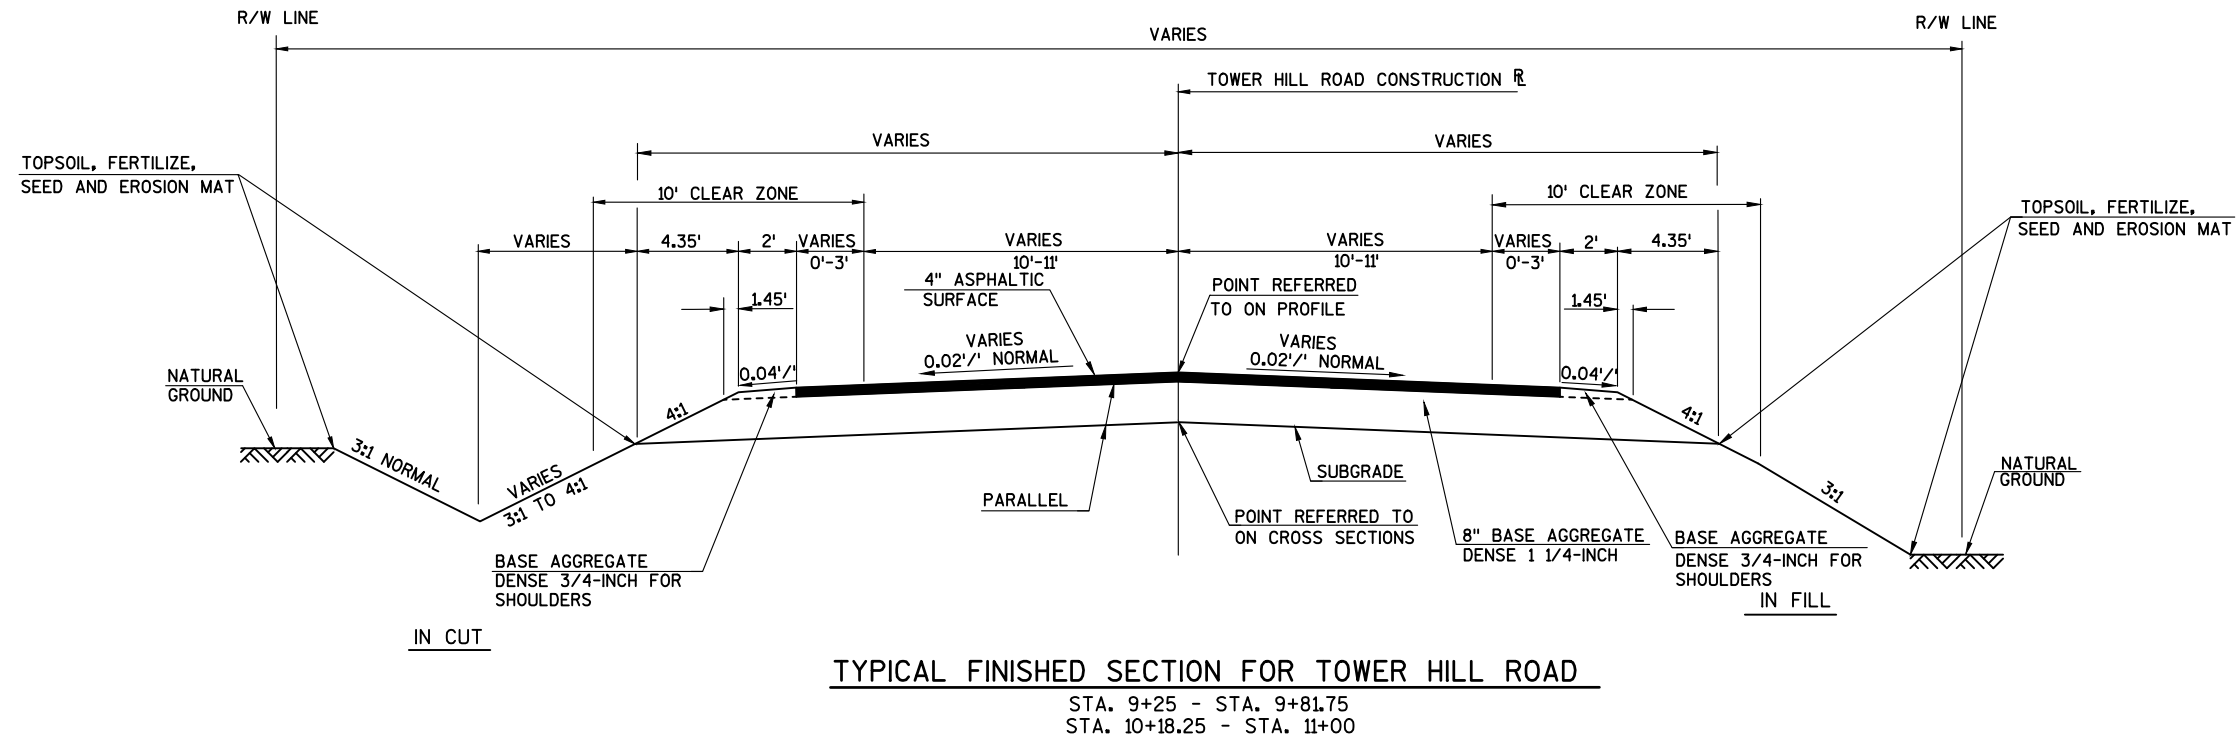 R/W LINE
R/W LINE
VARIES
TOWER HILL ROAD CONSTRUCTION RL
VARIES
VARIES
TOPSOIL, FERTILIZE,
SEED AND EROSION MAT
10' CLEAR ZONE
10' CLEAR ZONE
TOPSOIL, FERTILIZE,
SEED AND EROSION MAT
VARIES
4.35'
2'
VARIES
0'-3'
VARIES
10'-11'
VARIES
10'-11'
VARIES
0'-3'
2'
4.35'
1.45'
4" ASPHALTIC
SURFACE
POINT REFERRED
TO ON PROFILE
1.45'
VARIES
0.02'/' NORMAL
VARIES
0.02'/' NORMAL
0.04'/'
0.04'/'
NATURAL
GROUND
4:1
4:1
3:1 NORMAL
VARIES
3:1 TO 4:1
SUBGRADE
PARALLEL
3:1
NATURAL
GROUND
POINT REFERRED TO
ON CROSS SECTIONS
8" BASE AGGREGATE
DENSE 1 1/4-INCH
BASE AGGREGATE
DENSE 3/4-INCH FOR
SHOULDERS
BASE AGGREGATE
DENSE 3/4-INCH FOR
SHOULDERS
IN FILL
IN CUT
TYPICAL FINISHED SECTION FOR TOWER HILL ROAD
STA. 9+25 - STA. 9+81.75
STA. 10+18.25 - STA. 11+00